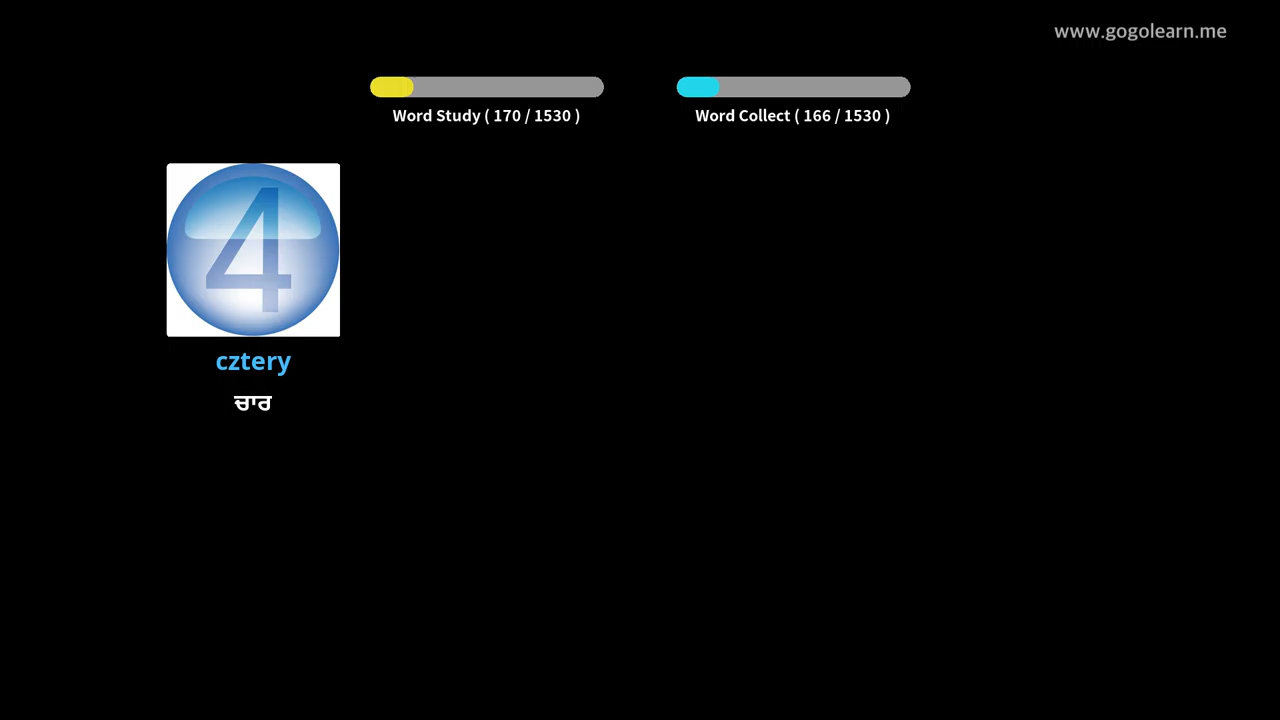 www.gogolearn.me
Word Study ( 170 / 1530 )
Word Collect ( 166 / 1530 )
4
cztery
ਚਾਰ